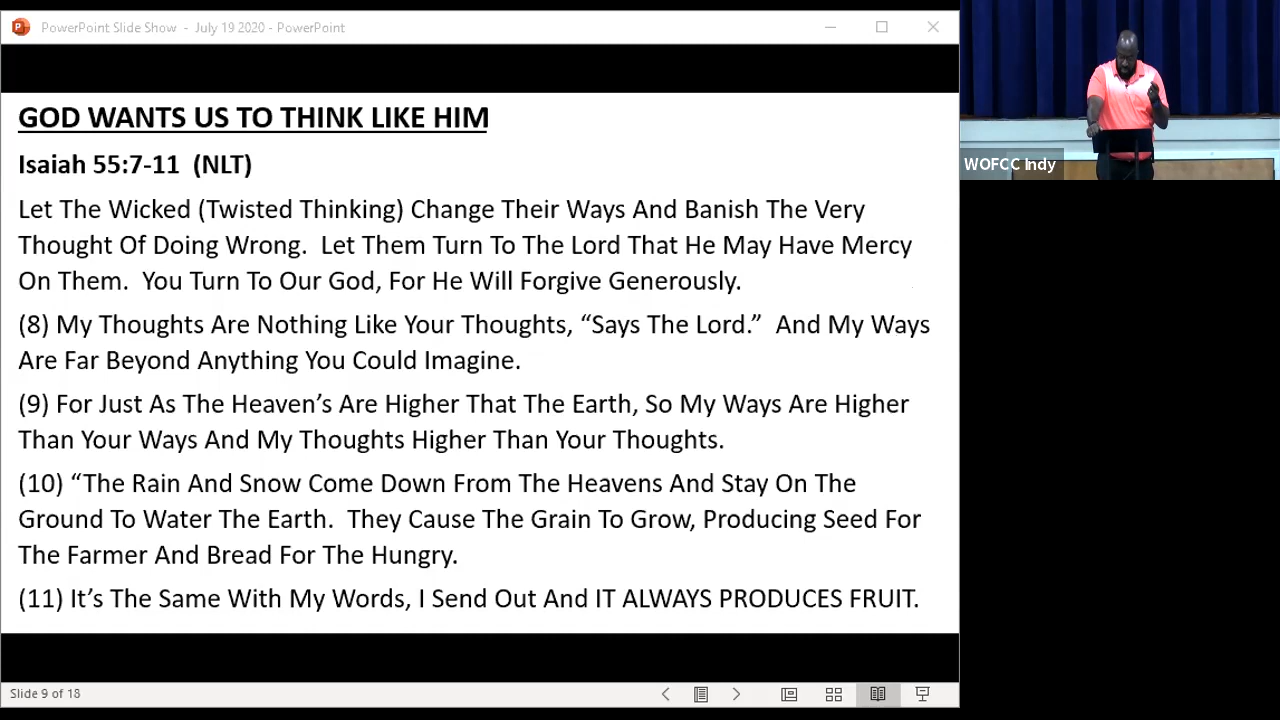 PowerPoint Slide Show - July 19 2020 - PowerPoint
GOD WANTS US TO THINK LIKE HIM
Isaiah 55:7-11 (NLT)
Let The Wicked (Twisted Thinking) Change Their Ways And Banish The Very
Thought Of Doing Wrong. Let Them Turn To The Lord That He May Have Mercy
On Them. You Turn To Our God, For He Will Forgive Generously.
(8) My Thoughts Are Nothing Like Your Thoughts, “Says The Lord.” And My Ways
Are Far Beyond Anything You Could Imagine.
(9) For Just As The Heaven’s Are Higher That The Earth, So My Ways Are Higher
Than Your Ways And My Thoughts Higher Than Your Thoughts.
(10) “The Rain And Snow Come Down From The Heavens And Stay On The
Ground To Water The Earth. They Cause The Grain To Grow, Producing Seed For
The Farmer And Bread For The Hungry.
(11) It’s The Same With My Words, I Send Out And IT ALWAYS PRODUCES FRUIT.
Slide 9 of 18
WOFCC Indy